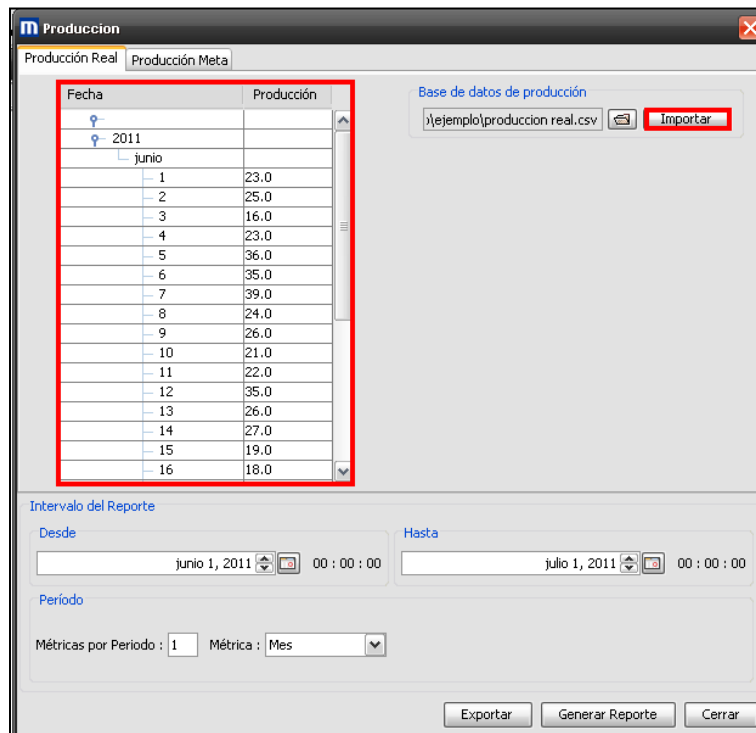 m Produccion
Producción Real Producción Meta
Fecha Producción
2011
junio
1 23.0
2 25.0
3 16.0
4 23.0
5 36.0
6 35.0
7 39.0
8 24.0
9 26.0
10 21.0
11 22.0
12 35.0
13 26.0
14 27.0
15 19.0
16 18.0
Base de datos de producción
\ejemplo\produccion real.csv Importar
Intervalo del Reporte
Desde
junio 1, 2011 00 : 00 : 00
Hasta
julio 1, 2011 00 : 00 : 00
Período
Métricas por Periodo : 1 Métrica : Mes
Exportar Generar Reporte Cerrar